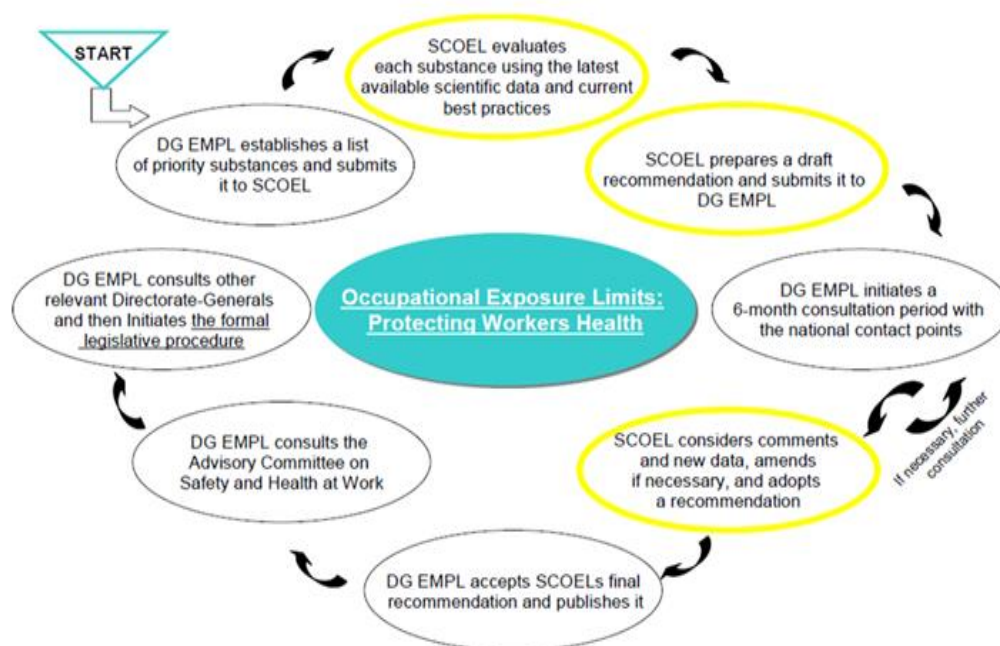 START
DG EMPL establishes a list
of priority substances and submits
it to SCOEL
SCOEL evaluates
each substance using the latest
available scientific data and current
best practices
SCOEL prepares a draft
recommendation and submits it to
DG EMPL
DG EMPL initiates a
6-month consultation period with
the national contact points
If necessary, further
consultation
SCOEL considers comments
and new data, amends
if necessary, and adopts
a recommendation
DG EMPL accepts SCOELs final
recommendation and publishes it
DG EMPL consults the
Advisory Committee on
Safety and Health at Work
DG EMPL consults other
relevant Directorate-Generals
and then Initiates the formal
legislative procedure
Occupational Exposure Limits:
Protecting Workers Health